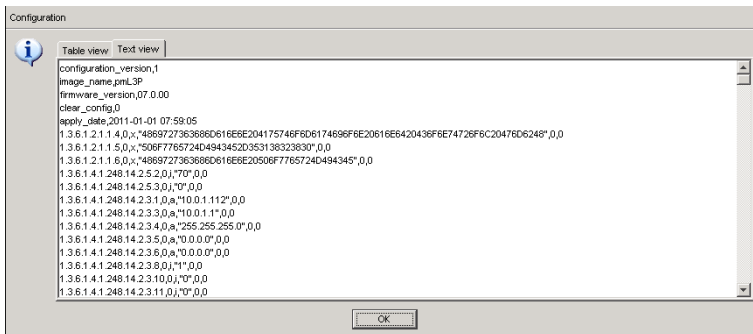 Configuration
Table view Text view
configuration_version,1
image_name,pmL3P
firmware_version,07.0.00
clear_config,0
apply_date,2011-01-01 07:59:05
1.3.6.1.2.1.1.4,0,x,"4869727363686D616E6E204175746F6D6174696F6E20616E6420436F6E74726F6C20476D6248",0,0
1.3.6.1.2.1.1.5,0,x,"506F7765724D4943452D353138323830",0,0
1.3.6.1.2.1.1.6,0,x,"4869727363686D616E6E20506F7765724D494345",0,0
1.3.6.1.4.1.248.14.2.5.2,0,i,"70",0,0
1.3.6.1.4.1.248.14.2.5.3,0,i,"0",0,0
1.3.6.1.4.1.248.14.2.3.1,0,a,"10.0.1.112",0,0
1.3.6.1.4.1.248.14.2.3.3,0,a,"10.0.1.1",0,0
1.3.6.1.4.1.248.14.2.3.4,0,a,"255.255.255.0",0,0
1.3.6.1.4.1.248.14.2.3.5,0,a,"0.0.0.0",0,0
1.3.6.1.4.1.248.14.2.3.6,0,a,"0.0.0.0",0,0
1.3.6.1.4.1.248.14.2.3.8,0,i,"1",0,0
1.3.6.1.4.1.248.14.2.3.10,0,i,"0",0,0
1.3.6.1.4.1.248.14.2.3.11,0,i,"0",0,0
OK